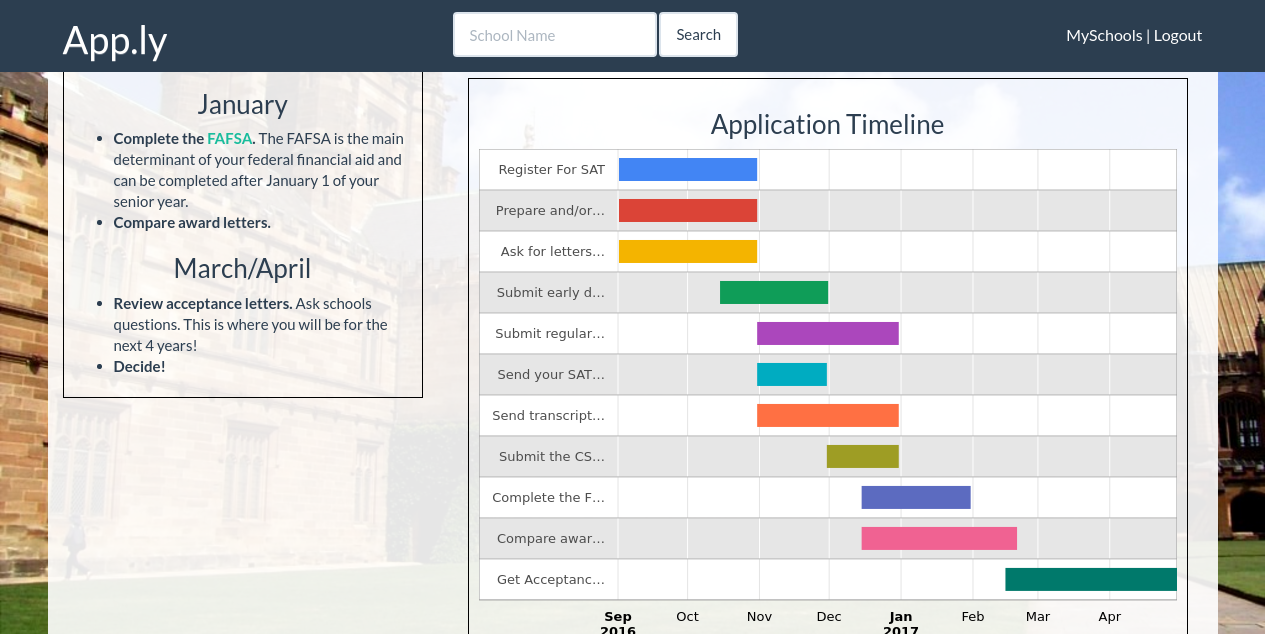 App.ly
School Name
Search
MySchools | Logout
January
Complete the FAFSA. The FAFSA is the main
determinant of your federal financial aid and
can be completed after January 1 of your
senior year.
Compare award letters.
March/April
Review acceptance letters. Ask schools
questions. This is where you will be for the
next 4 years!
Decide!
Application Timeline
Register For SAT
Prepare and/or...
Ask for letters...
Submit early d...
Submit regular...
Send your SAT...
Send transcript...
Submit the CS...
Complete the F...
Compare awar...
Get Acceptanc...
Sep Oct Nov Dec Jan Feb Mar Apr
2016 2017